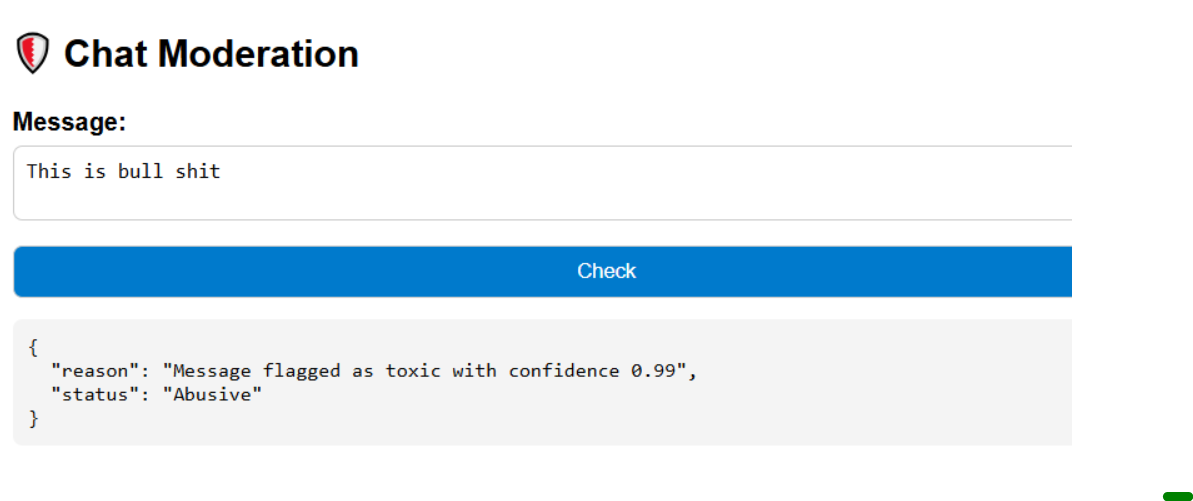 Chat Moderation
Message:
This is bull shit
Check
{
"reason": "Message flagged as toxic with confidence 0.99",
"status": "Abusive"
}